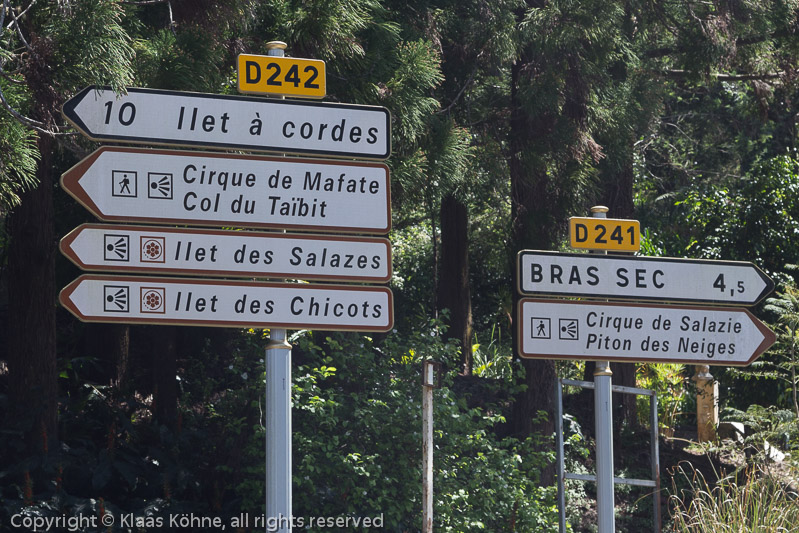 D242
10 Ilet à cordes
Cirque de Mafate
Col du Taïbit
Ilet des Salazes
Ilet des Chicots
D241
BRAS SEC 4,5
Cirque de Salazie
Piton des Neiges
Copyright © Klaas Köhne, all rights reserved